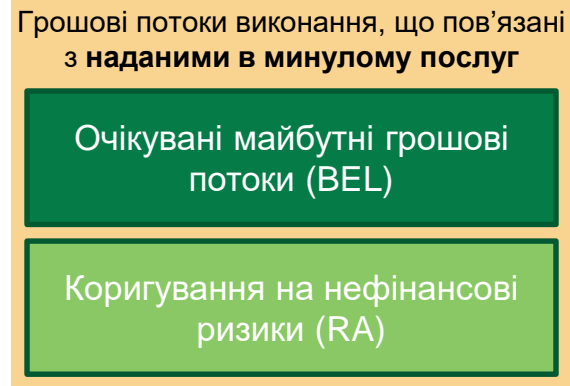 Грошові потоки виконання, що пов’язані
з наданими в минулому послуг
Очікувані майбутні грошові
потоки (BEL)
Коригування на нефінансові
ризики (RA)